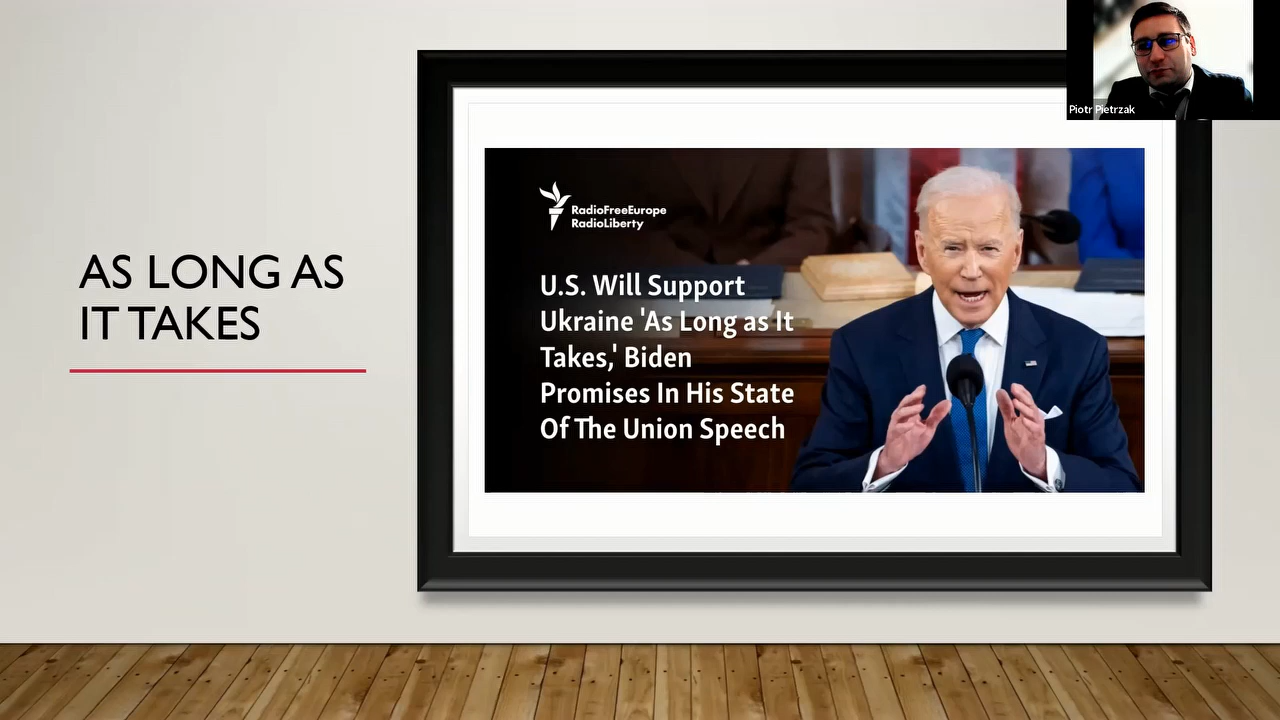 AS LONG AS
IT TAKES
RadioFreeEurope
RadioLiberty
U.S. Will Support
Ukraine 'As Long as It
Takes,' Biden
Promises In His State
Of The Union Speech
Piotr Pietrzak